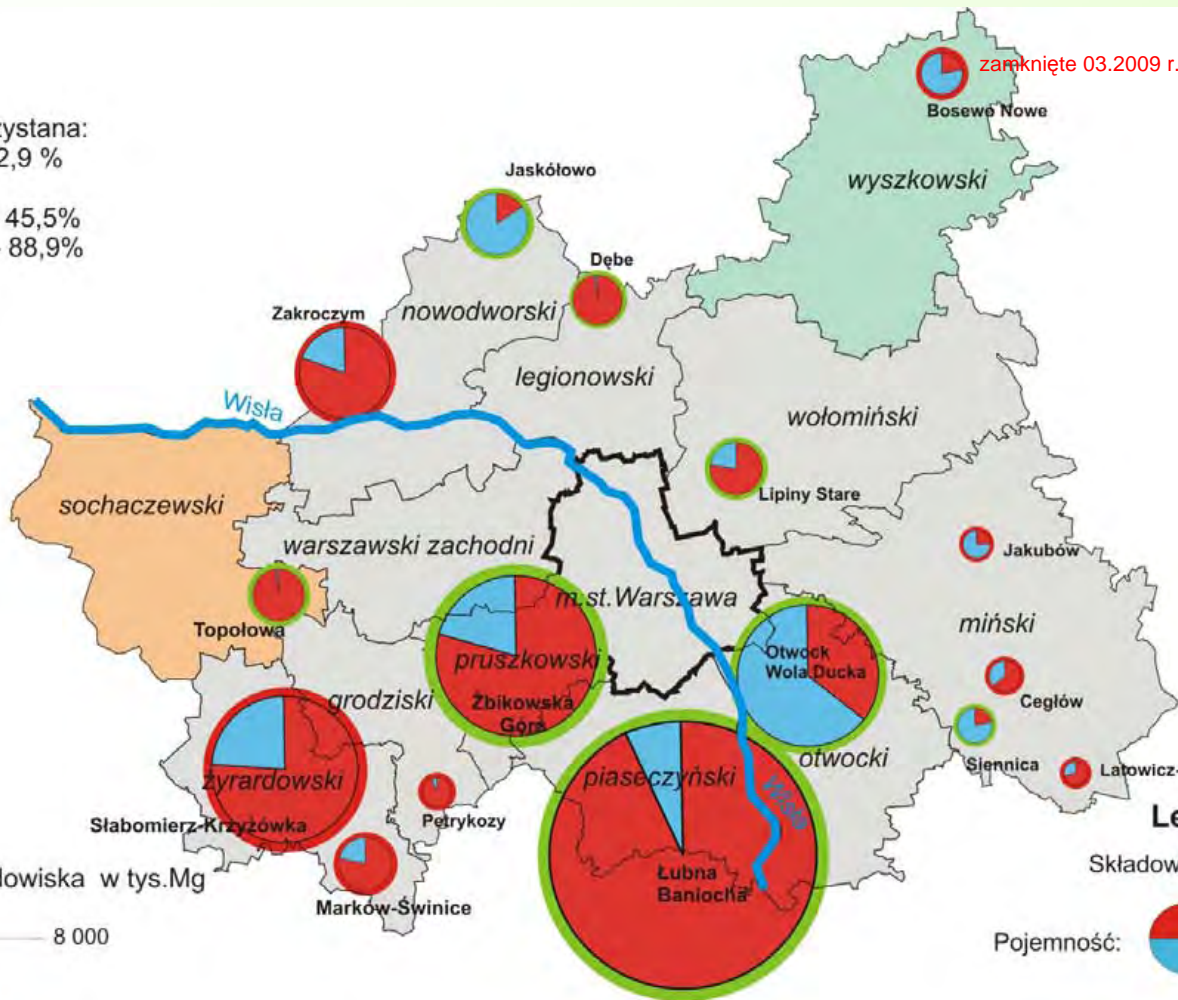 zamknięte 03.2009 r.
Bosewo Nowe
ystana:
2,9 %
45,5%
88,9%
wyszkowski
Jaskółowo
Dębe
Zakroczym
nowodworski
legionowski
Wisła
wołomiński
sochaczewski
Lipiny Stare
warszawski zachodni
Jakubów
m.st.Warszawa
Topołowa
miński
pruszkowski
Otwock
Wola Ducka
grodziski
Żbikowska
Góra
Cegłów
Siennica
otwocki
piaseczyński
Wisła
żyrardowski
Latowicz-
Petrykozy
Słabomierz-Krzyżówka
Le
Składow
lowiska w tys.Mg
Łubna
Baniocha
Marków-Świnice
8 000
Pojemność: